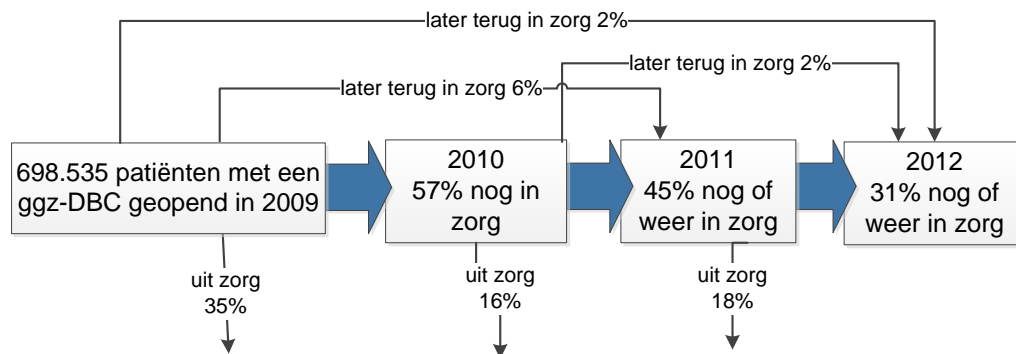 later terug in zorg 2%
later terug in zorg 2%
later terug in zorg 6%
698.535 patiënten met een
ggz-DBC geopend in 2009
2010
57% nog in
zorg
2011
45% nog of
weer in zorg
2012
31% nog of
weer in zorg
uit zorg
35%
uit zorg
16%
uit zorg
18%